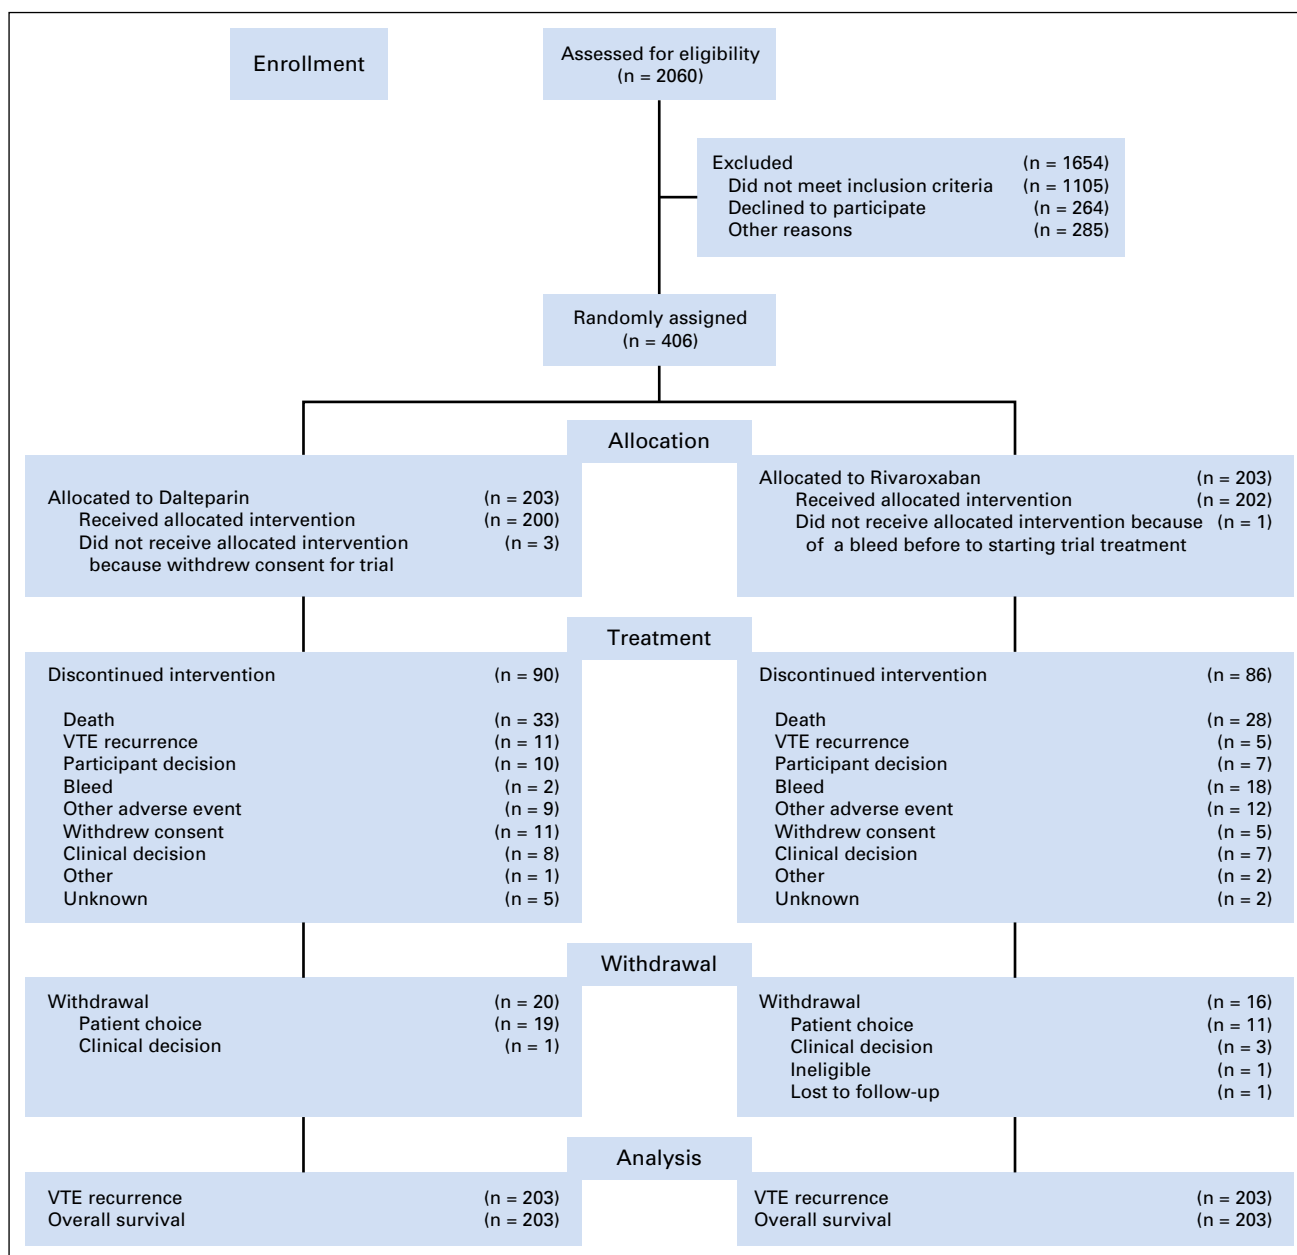 Enrollment
Assessed for eligibility
(n = 2060)
Excluded (n = 1654)
Did not meet inclusion criteria (n = 1105)
Declined to participate (n = 264)
Other reasons (n = 285)
Randomly assigned
(n = 406)
Allocation
Allocated to Dalteparin (n = 203)
Received allocated intervention (n = 200)
Did not receive allocated intervention (n = 3)
because withdrew consent for trial
Allocated to Rivaroxaban (n = 203)
Received allocated intervention (n = 202)
Did not receive allocated intervention because (n = 1)
of a bleed before to starting trial treatment
Treatment
Discontinued intervention (n = 90)
Death (n = 33)
VTE recurrence (n = 11)
Participant decision (n = 10)
Bleed (n = 2)
Other adverse event (n = 9)
Withdrew consent (n = 11)
Clinical decision (n = 8)
Other (n = 1)
Unknown (n = 5)
Discontinued intervention (n = 86)
Death (n = 28)
VTE recurrence (n = 5)
Participant decision (n = 7)
Bleed (n = 18)
Other adverse event (n = 12)
Withdrew consent (n = 5)
Clinical decision (n = 7)
Other (n = 2)
Unknown (n = 2)
Withdrawal
Withdrawal (n = 20)
Patient choice (n = 19)
Clinical decision (n = 1)
Withdrawal (n = 16)
Patient choice (n = 11)
Clinical decision (n = 3)
Ineligible (n = 1)
Lost to follow-up (n = 1)
Analysis
VTE recurrence (n = 203)
Overall survival (n = 203)
VTE recurrence (n = 203)
Overall survival (n = 203)